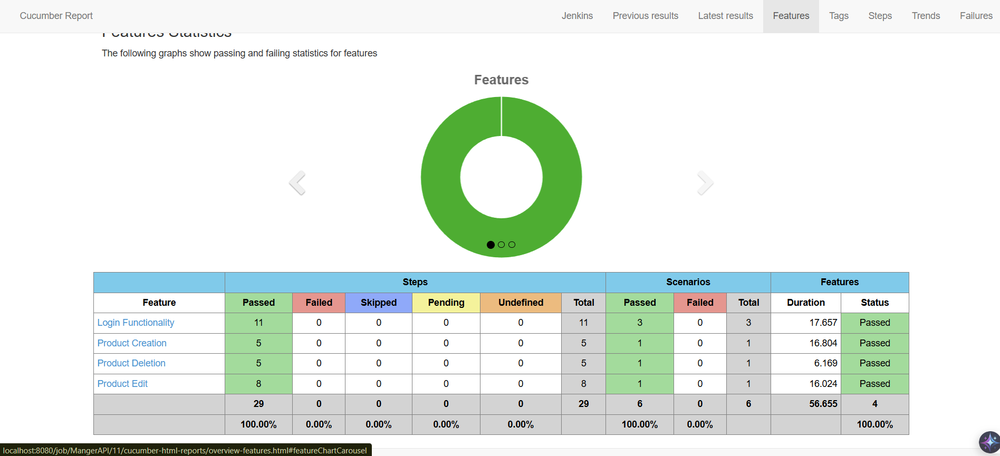 Cucumber Report Jenkins Previous results Latest results Features Tags Steps Trends Failures
Features Statistics
The following graphs show passing and failing statistics for features
Features
Steps Scenarios Features
Feature Passed Failed Skipped Pending Undefined Total Passed Failed Total Duration Status
Login Functionality 11 0 0 0 0 11 3 0 3 17.657 Passed
Product Creation 5 0 0 0 0 5 1 0 1 16.804 Passed
Product Deletion 5 0 0 0 0 5 1 0 1 6.169 Passed
Product Edit 8 0 0 0 0 8 1 0 1 16.024 Passed
29 0 0 0 0 29 6 0 6 56.655 4
100.00% 0.00% 0.00% 0.00% 0.00% 100.00% 0.00% 100.00%
localhost:8080/job/MangerAPI/11/cucumber-html-reports/overview-features.html#featureChartCarousel